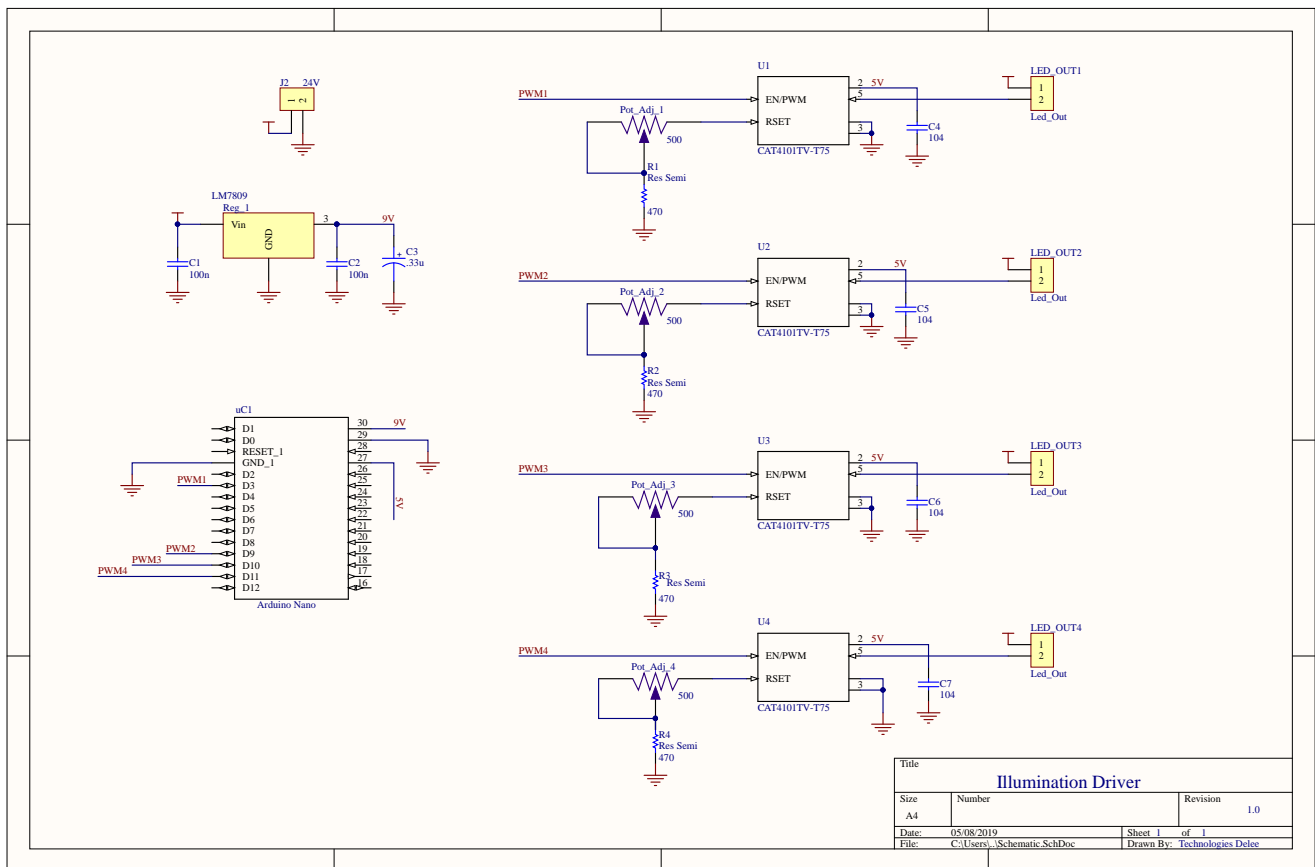 J2 24V
1 2
LM7809
Reg_1
Vin
GND
3
9V
C1
100n
C2
100n
C3
.33u
+
uC1
D1
D0
RESET_1
GND_1
D2
D3
D4
D5
D6
D7
D8
D9
D10
D11
D12
30
29
28
27
26
25
24
23
22
21
20
19
18
17
16
9V
5V
PWM1
PWM2
PWM3
PWM4
Arduino Nano
U1
PWM1
EN/PWM
RSET
2 5V
5
3
CAT4101TV-T75
Pot_Adj_1
500
R1
Res Semi
470
C4
104
LED_OUT1
1
2
Led_Out
U2
PWM2
EN/PWM
RSET
2 5V
5
3
CAT4101TV-T75
Pot_Adj_2
500
R2
Res Semi
470
C5
104
LED_OUT2
1
2
Led_Out
U3
PWM3
EN/PWM
RSET
2 5V
5
3
CAT4101TV-T75
Pot_Adj_3
500
R3
Res Semi
470
C6
104
LED_OUT3
1
2
Led_Out
U4
PWM4
EN/PWM
RSET
2 5V
5
3
CAT4101TV-T75
Pot_Adj_4
500
R4
Res Semi
470
C7
104
LED_OUT4
1
2
Led_Out
Title
Illumination Driver
Size Number Revision
A4 1.0
Date: 05/08/2019 Sheet 1 of 1
File: C:\Users\..\Schematic.SchDoc Drawn By: Technologies Delee